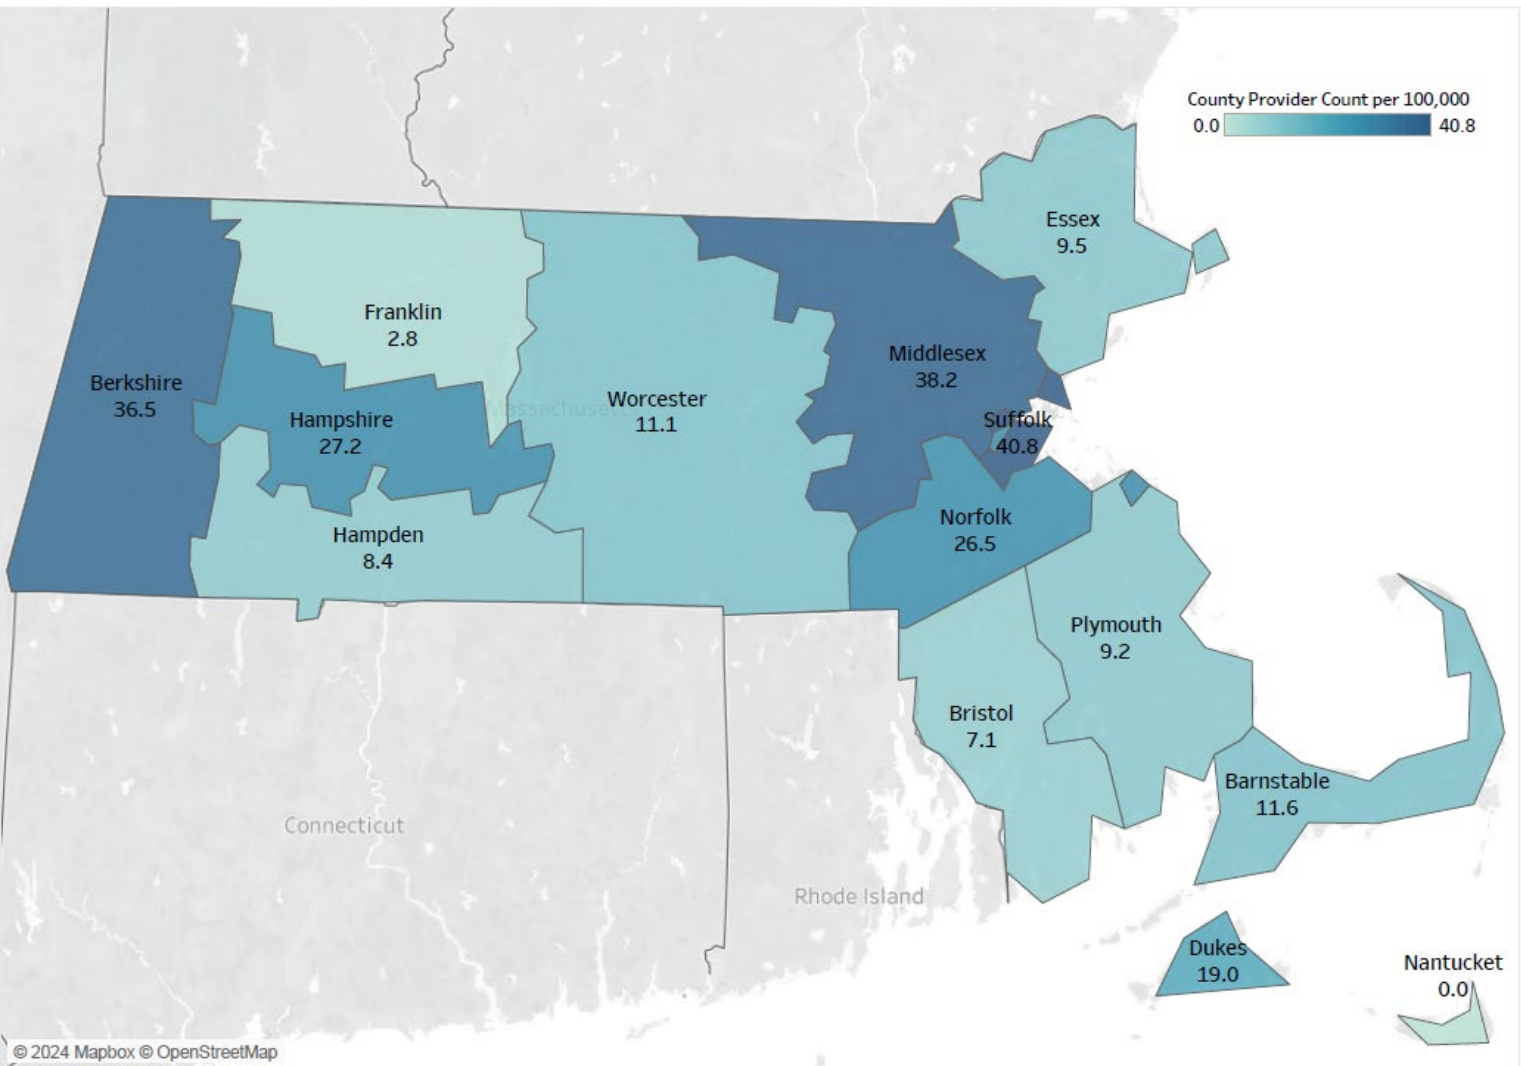 County Provider Count per 100,000
0.0
40.8
Essex
9.5
Franklin
2.8
Middlesex
38.2
Berkshire
36.5
Worcester
11.1
Massachusetts
Hampshire
27.2
Suffolk
40.8
Norfolk
26.5
Hampden
8.4
Plymouth
9.2
Bristol
7.1
Barnstable
11.6
Connecticut
Rhode Island
Dukes
19.0
Nantucket
0.0
© 2024 Mapbox © OpenStreetMap